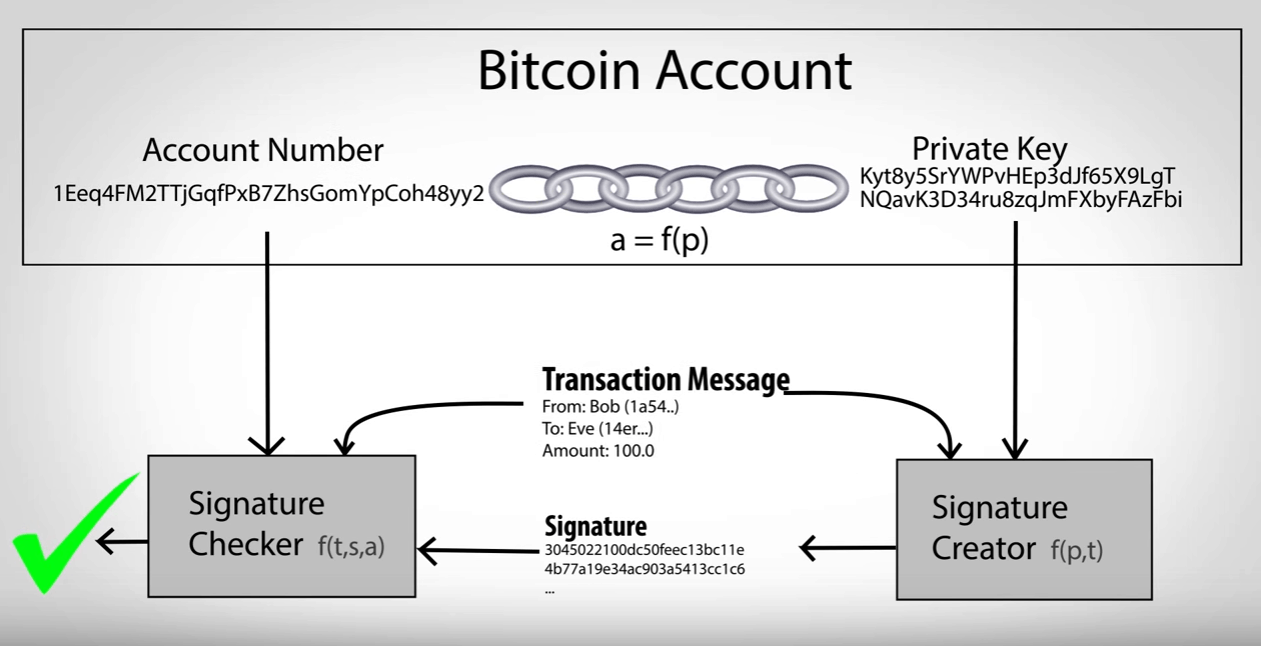 Bitcoin Account
Account Number
1Eeq4FM2TTjGqfPxB7ZhsGomYpCoh48yy2
Private Key
Kyt8y5SrYWPvHEp3dJf65X9LgT
NQavK3D34ru8zqJmFXbyFAzFbi
a = f(p)
Transaction Message
From: Bob (1a54..)
To: Eve (14er...)
Amount: 100.0
Signature
Checker f(t,s,a)
Signature
3045022100dc50feec13bc11e
4b77a19e34ac903a5413cc1c6
...
Signature
Creator f(p,t)